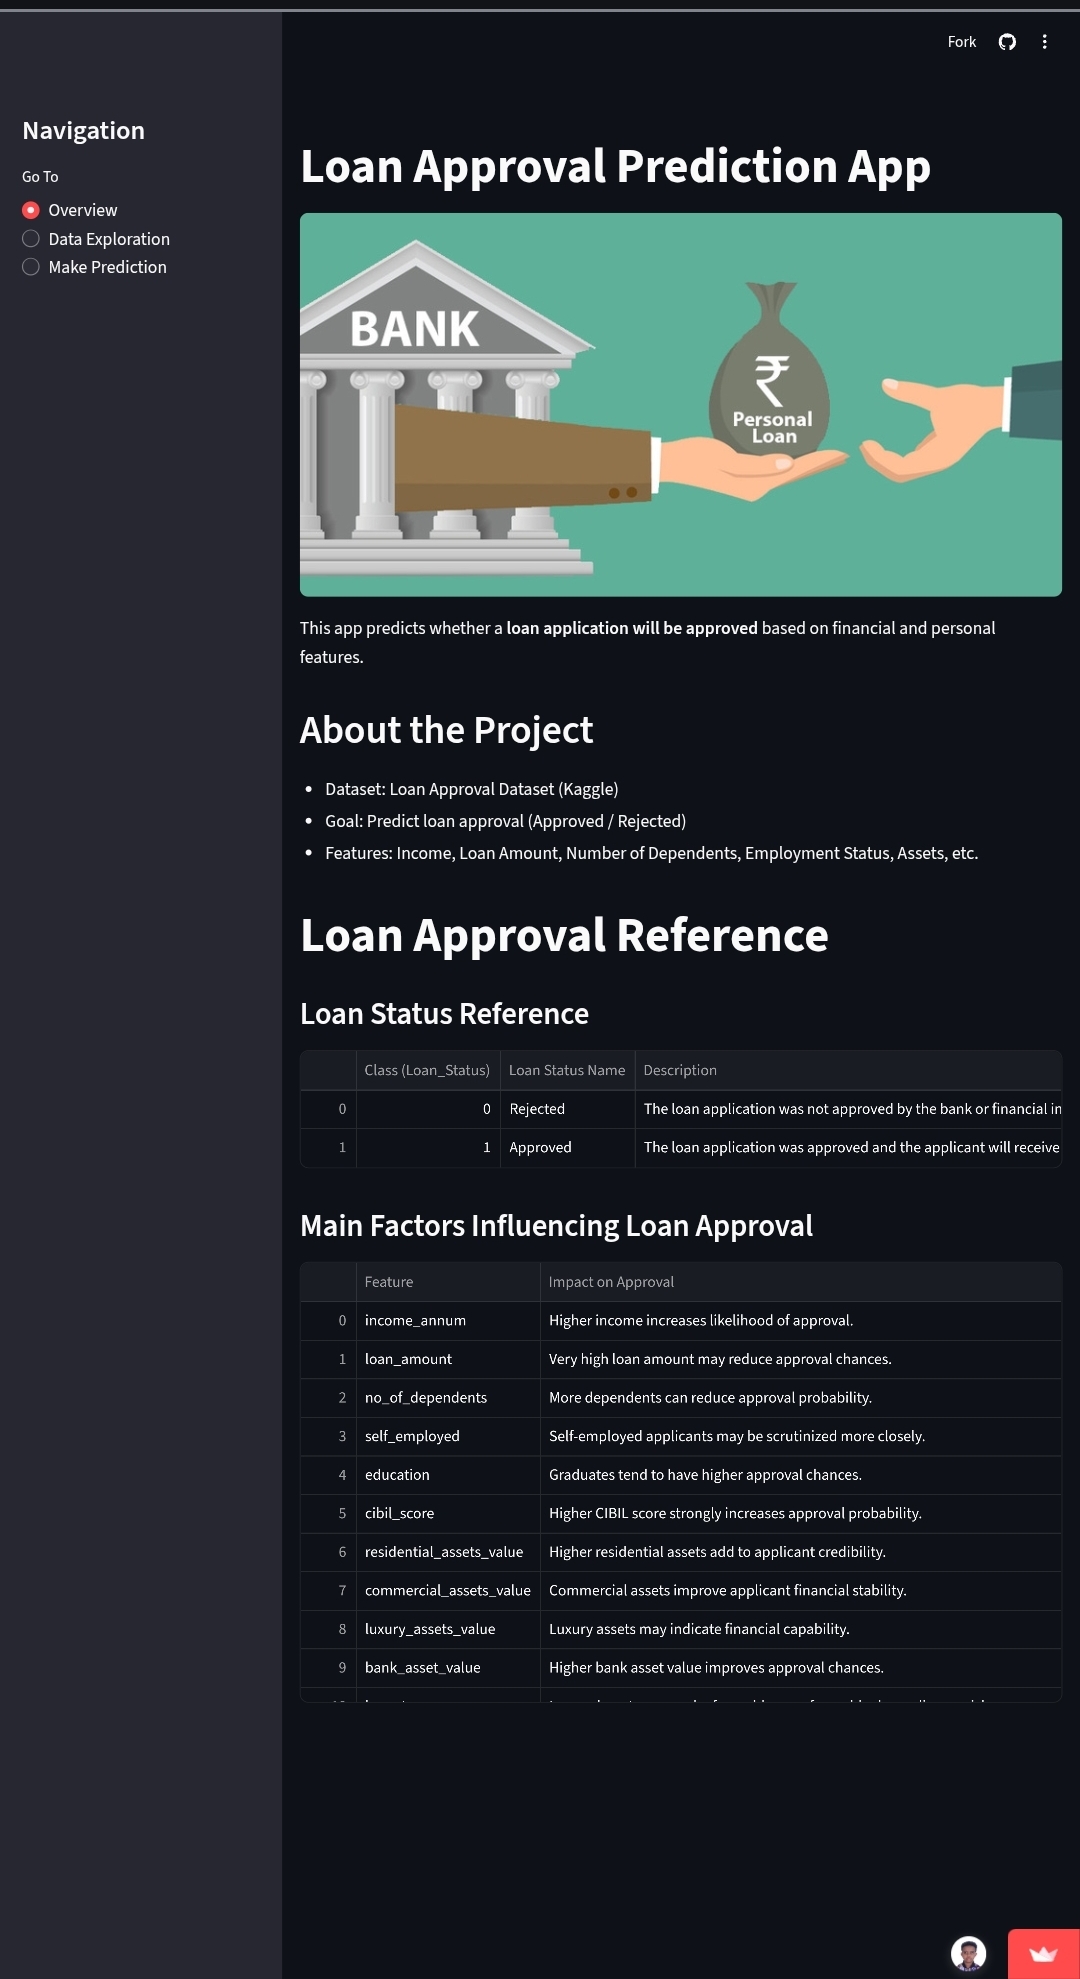 Fork
Navigation
Go To
Overview
Data Exploration
Make Prediction
Loan Approval Prediction App
BANK
₹
Personal
Loan
This app predicts whether a loan application will be approved based on financial and personal
features.
About the Project
Dataset: Loan Approval Dataset (Kaggle)
Goal: Predict loan approval (Approved / Rejected)
Features: Income, Loan Amount, Number of Dependents, Employment Status, Assets, etc.
Loan Approval Reference
Loan Status Reference
Class (Loan_Status) Loan Status Name Description
0 0 Rejected The loan application was not approved by the bank or financial in
1 1 Approved The loan application was approved and the applicant will receive
Main Factors Influencing Loan Approval
Feature Impact on Approval
0 income_annum Higher income increases likelihood of approval.
1 loan_amount Very high loan amount may reduce approval chances.
2 no_of_dependents More dependents can reduce approval probability.
3 self_employed Self-employed applicants may be scrutinized more closely.
4 education Graduates tend to have higher approval chances.
5 cibil_score Higher CIBIL score strongly increases approval probability.
6 residential_assets_value Higher residential assets add to applicant credibility.
7 commercial_assets_value Commercial assets improve applicant financial stability.
8 luxury_assets_value Luxury assets may indicate financial capability.
9 bank_asset_value Higher bank asset value improves approval chances.